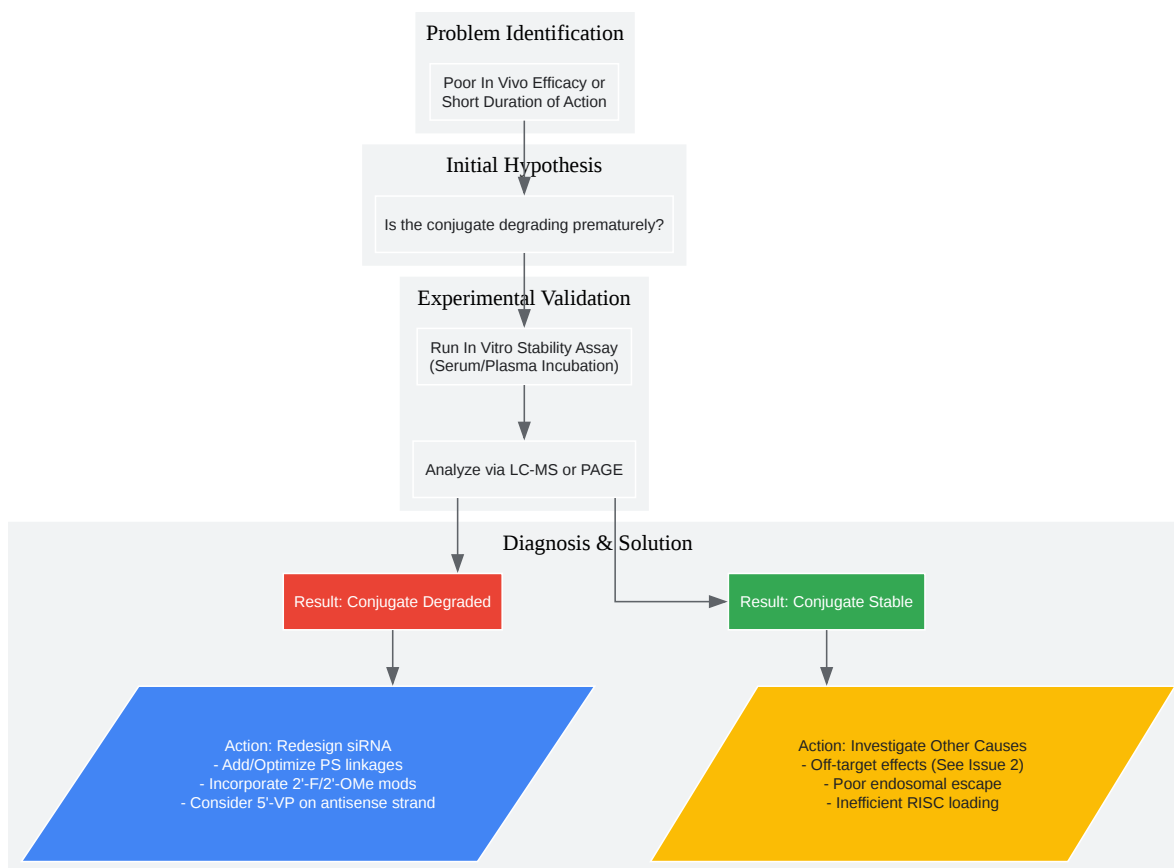 Problem Identification
Poor In Vivo Efficacy or
Short Duration of Action
Initial Hypothesis
Is the conjugate degrading prematurely?
Experimental Validation
Run In Vitro Stability Assay
(Serum/Plasma Incubation)
Analyze via LC-MS or PAGE
Diagnosis & Solution
Result: Conjugate Degraded
Result: Conjugate Stable
Action: Redesign siRNA
- Add/Optimize PS linkages
- Incorporate 2'-F/2'-OMe mods
- Consider 5'-VP on antisense strand
Action: Investigate Other Causes
- Off-target effects (See Issue 2)
- Poor endosomal escape
- Inefficient RISC loading